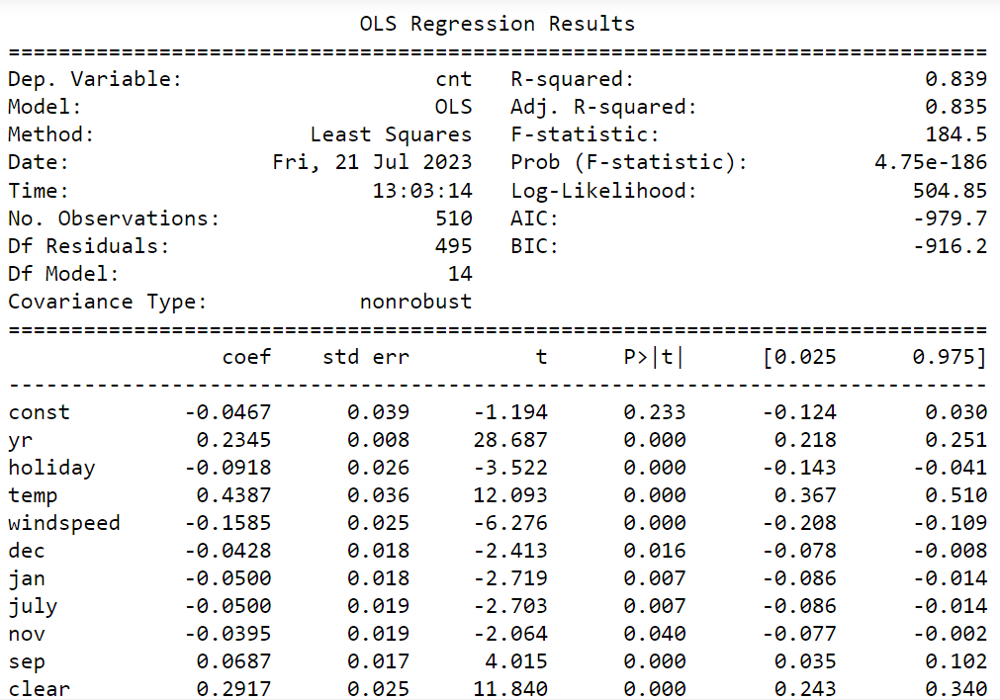 OLS Regression Results
==============================================================================
Dep. Variable:                    cnt   R-squared:                       0.839
Model:                            OLS   Adj. R-squared:                  0.835
Method:                 Least Squares   F-statistic:                     184.5
Date:                Fri, 21 Jul 2023   Prob (F-statistic):          4.75e-186
Time:                        13:03:14   Log-Likelihood:                 504.85
No. Observations:                 510   AIC:                            -979.7
Df Residuals:                     495   BIC:                            -916.2
Df Model:                          14
Covariance Type:            nonrobust
==============================================================================
                 coef    std err          t      P>|t|      [0.025      0.975]
------------------------------------------------------------------------------
const         -0.0467      0.039     -1.194      0.233      -0.124       0.030
yr             0.2345      0.008     28.687      0.000       0.218       0.251
holiday       -0.0918      0.026     -3.522      0.000      -0.143      -0.041
temp           0.4387      0.036     12.093      0.000       0.367       0.510
windspeed     -0.1585      0.025     -6.276      0.000      -0.208      -0.109
dec           -0.0428      0.018     -2.413      0.016      -0.078      -0.008
jan           -0.0500      0.018     -2.719      0.007      -0.086      -0.014
july          -0.0500      0.019     -2.703      0.007      -0.086      -0.014
nov           -0.0395      0.019     -2.064      0.040      -0.077      -0.002
sep            0.0687      0.017      4.015      0.000       0.035       0.102
clear          0.2917      0.025     11.840      0.000       0.243       0.340